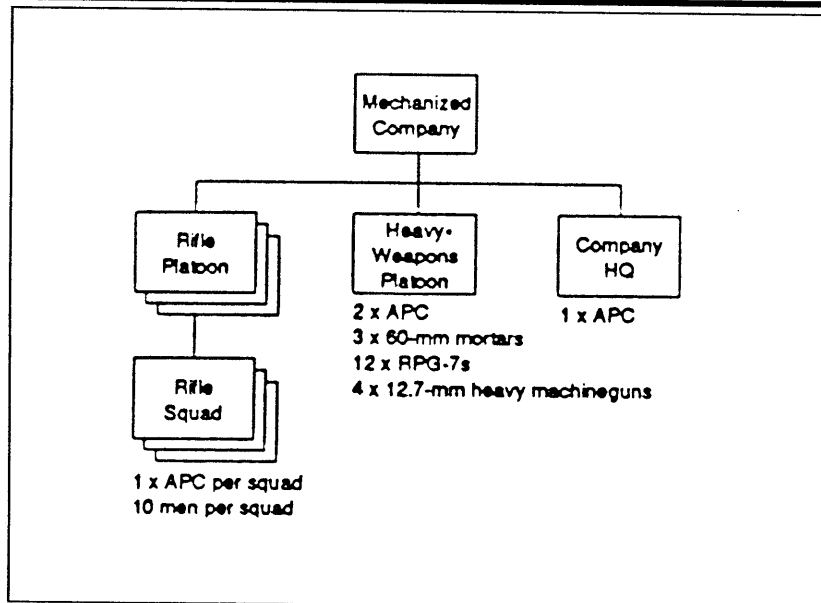 Mechanized
Company
Rifle
Platoon
Heavy-
Weapons
Platoon
Company
HQ
2 x APC
3 x 60-mm mortars
12 x RPG-7s
4 x 12.7-mm heavy machineguns
1 x APC
Rifle
Squad
1 x APC per squad
10 men per squad